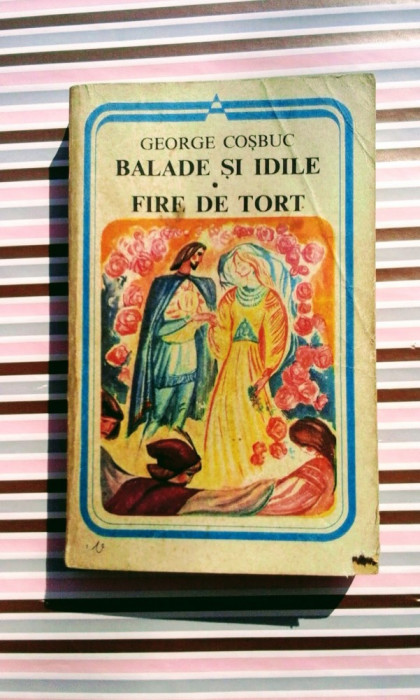 GEORGE COȘBUC
BALADE ȘI IDILE
•
FIRE DE TORT